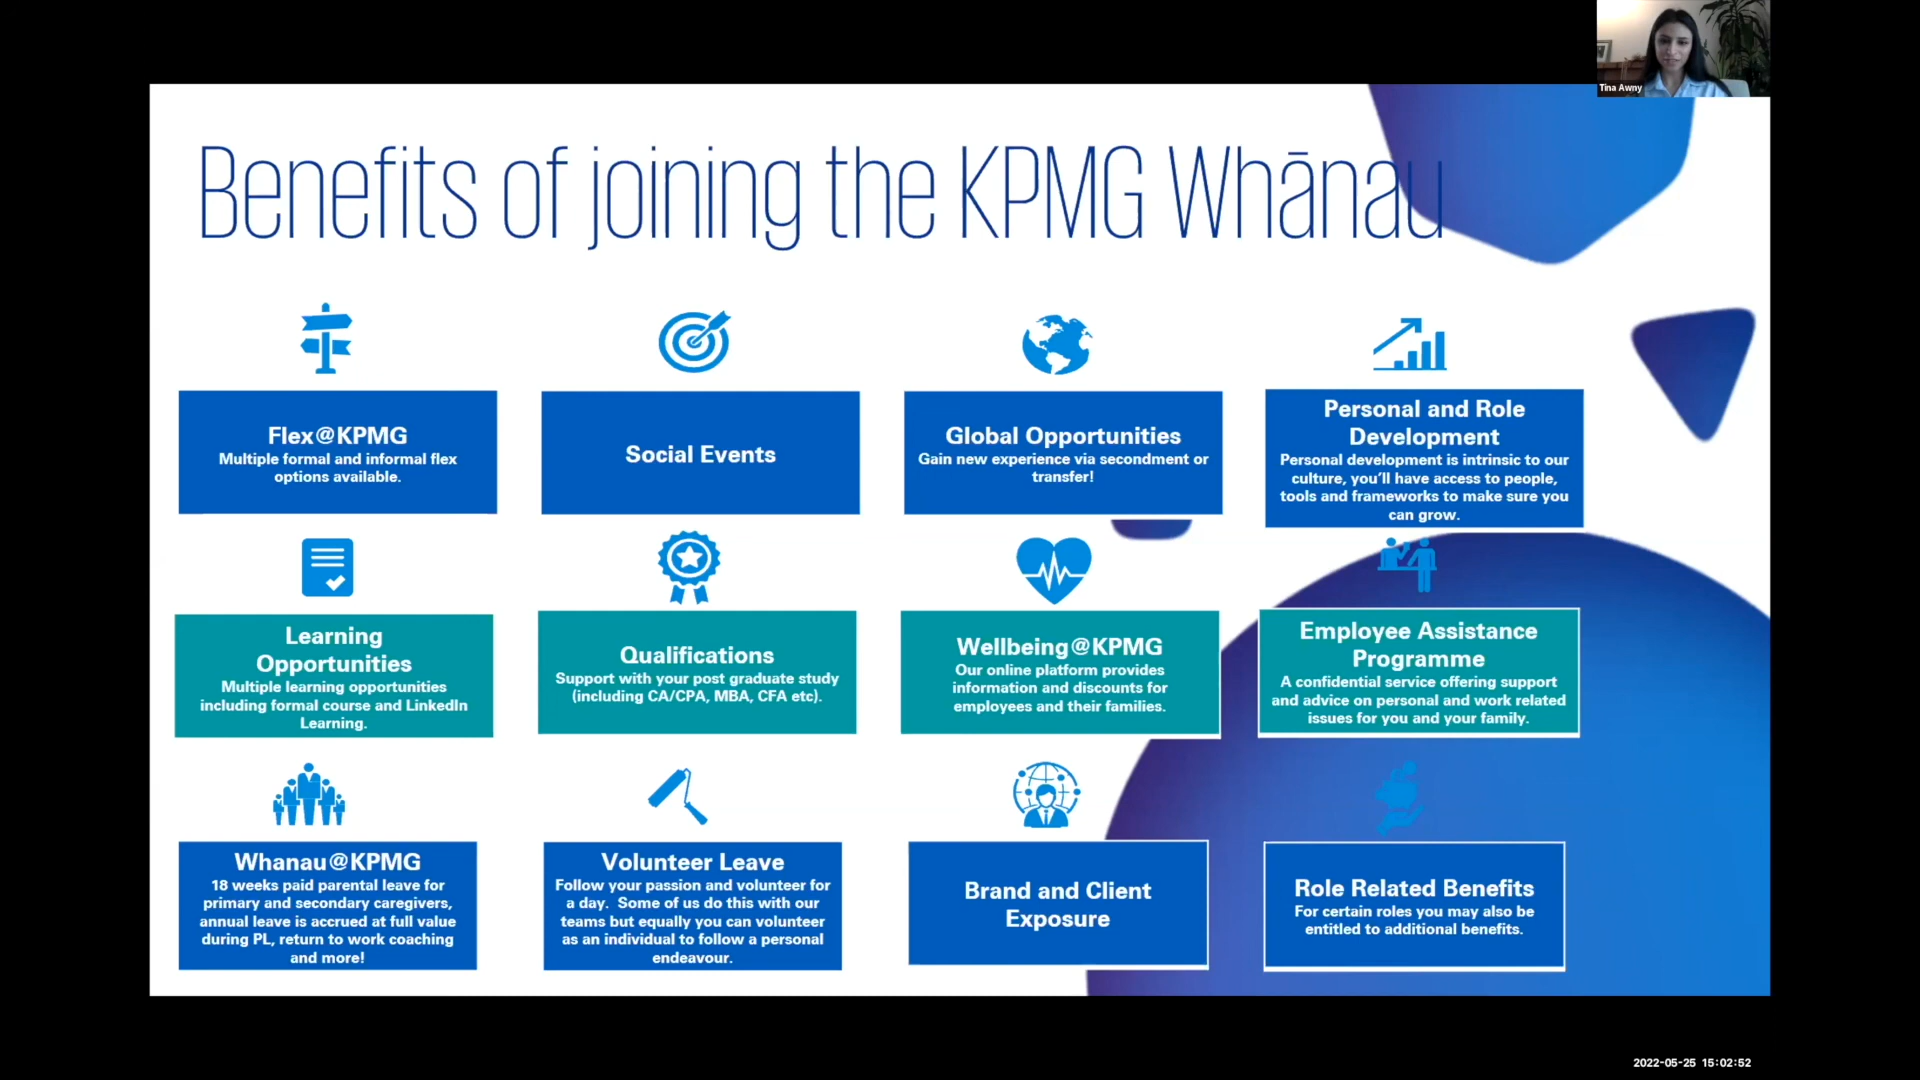 Tina Awny
Benefits of joining the KPMG Whānau
Flex@KPMG
Multiple formal and informal flex
options available.
Social Events
Global Opportunities
Gain new experience via secondment or
transfer!
Personal and Role
Development
Personal development is intrinsic to our
culture, you’ll have access to people,
tools and frameworks to make sure you
can grow.
Learning
Opportunities
Multiple learning opportunities
including formal course and LinkedIn
Learning.
Qualifications
Support with your post graduate study
(including CA/CPA, MBA, CFA etc).
Wellbeing@KPMG
Our online platform provides
information and discounts for
employees and their families.
Employee Assistance
Programme
A confidential service offering support
and advice on personal and work related
issues for you and your family.
Whanau@KPMG
18 weeks paid parental leave for
primary and secondary caregivers,
annual leave is accrued at full value
during PL, return to work coaching
and more!
Volunteer Leave
Follow your passion and volunteer for
a day. Some of us do this with our
teams but equally you can volunteer
as an individual to follow a personal
endeavour.
Brand and Client
Exposure
Role Related Benefits
For certain roles you may also be
entitled to additional benefits.
2022-05-25 15:02:52